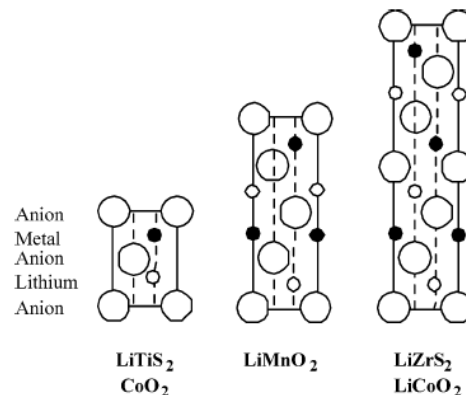 Anion
Metal
Anion
Lithium
Anion
LiTiS2 LiMnO2 LiZrS2
CoO2 LiCoO2